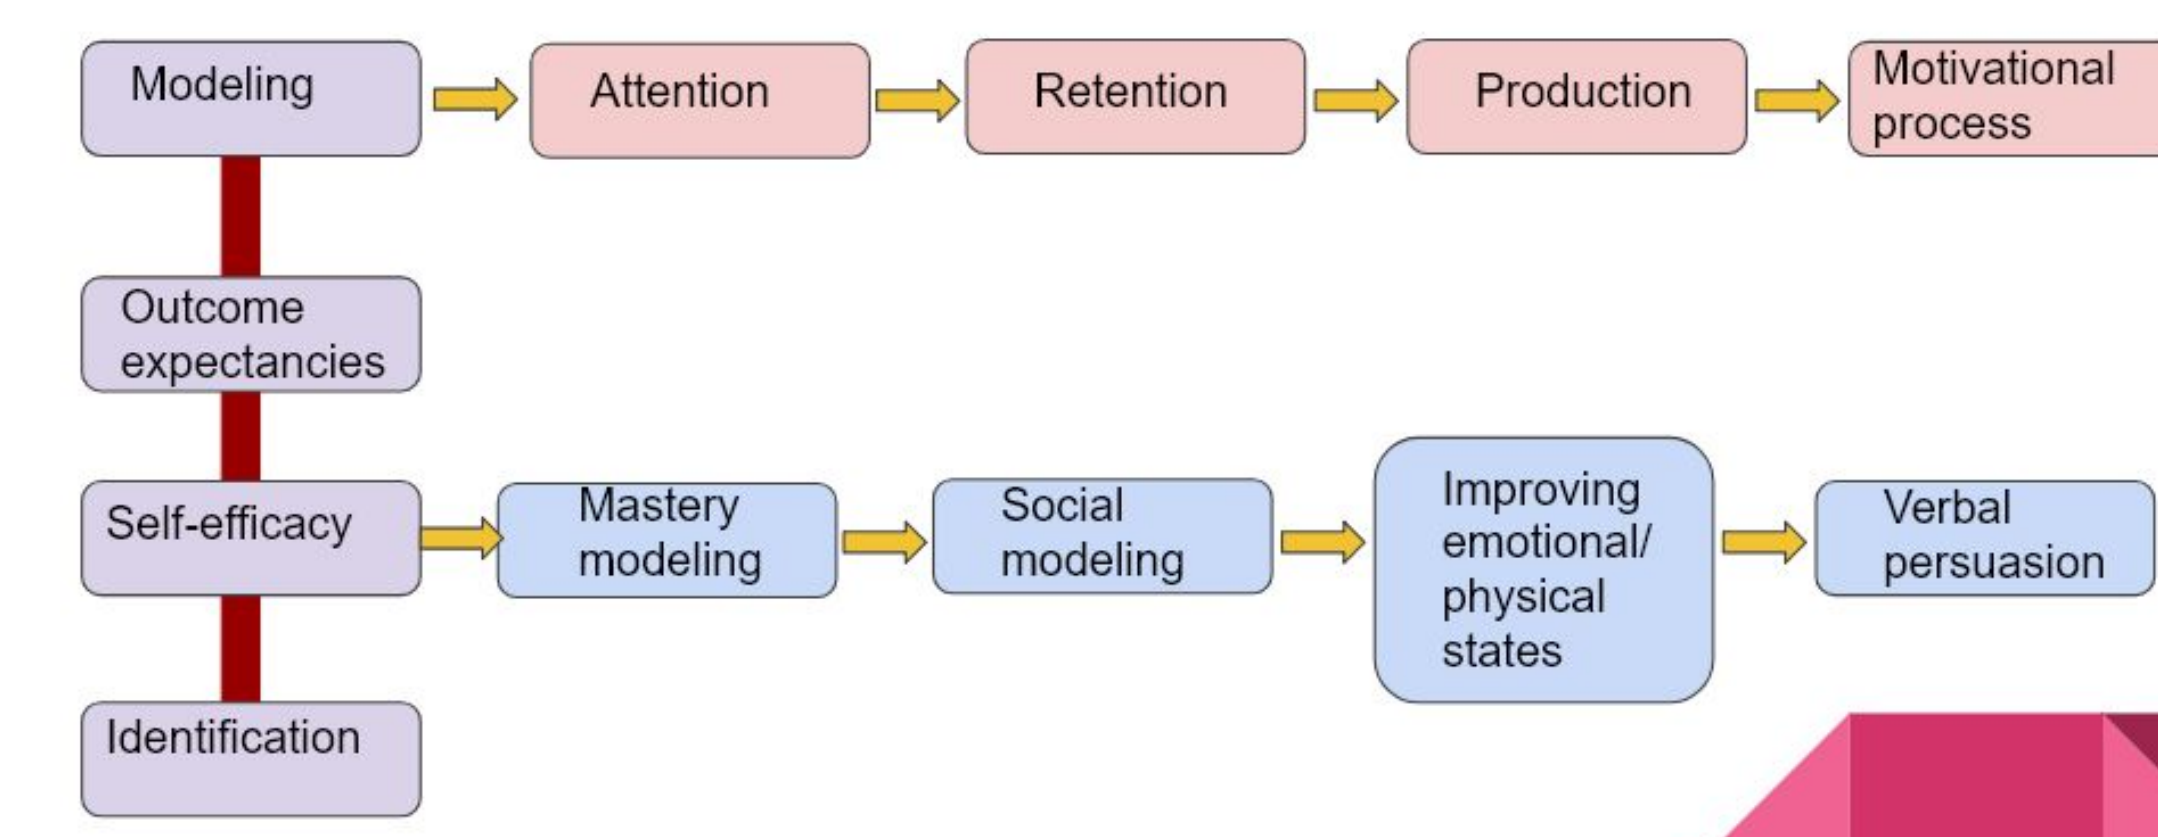 Modeling
Attention
Retention
Production
Motivational
process
Outcome
expectancies
Self-efficacy
Mastery
modeling
Social
modeling
Improving
emotional/
physical
states
Verbal
persuasion
Identification